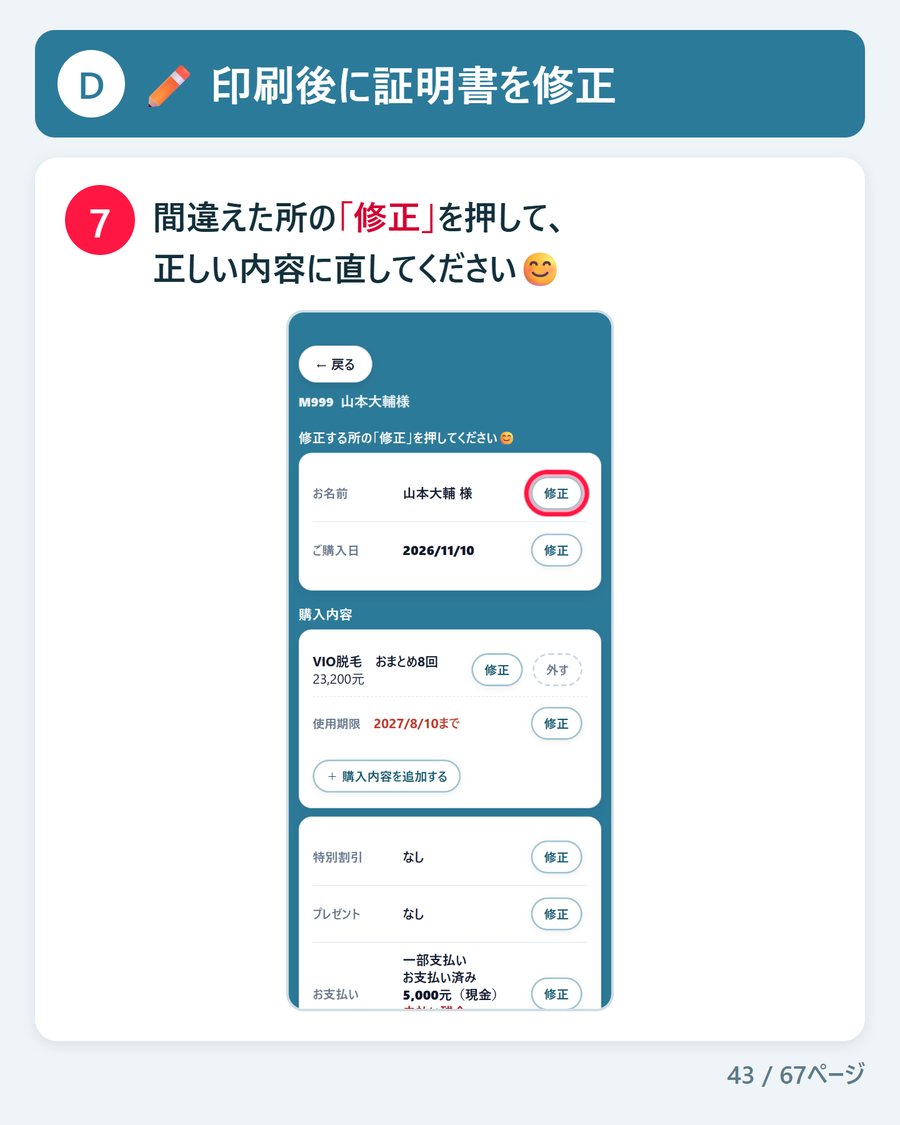 D 印刷後に証明書を修正
7 間違えた所の「修正」を押して、
正しい内容に直してください
← 戻る
M999 山本大輔様
修正する所の「修正」を押してください
お名前 山本大輔 様 修正
ご購入日 2026/11/10 修正
購入内容
VIO脱毛 おまとめ8回 修正 外す
23,200元
使用期限 2027/8/10まで 修正
+ 購入内容を追加する
特別割引 なし 修正
プレゼント なし 修正
一部支払い
お支払い済み
お支払い 5,000元（現金） 修正
43 / 67ページ